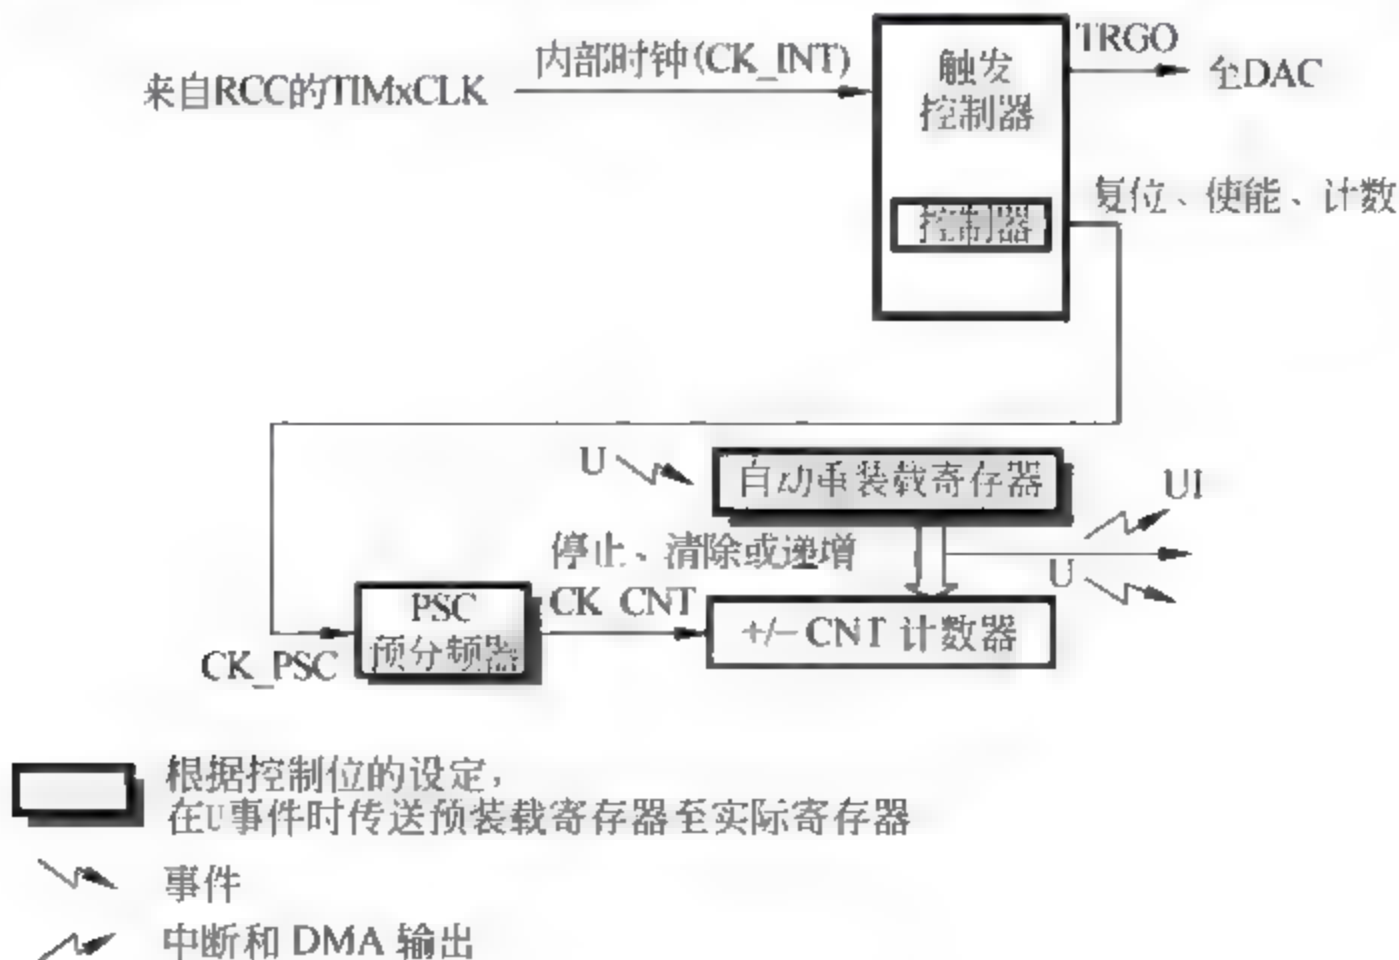 来自RCC的TIMxCLK
内部时钟(CK_INT)
触发
控制器
TRGO
至DAC
控制器
复位、使能、计数
U
自动重装载寄存器
UI
停止、清除或递增
U
PSC
预分频器
CK_CNT
+/- CNT 计数器
CK_PSC
根据控制位的设定,
在U事件时传送预装载寄存器至实际寄存器
事件
中断和 DMA 输出